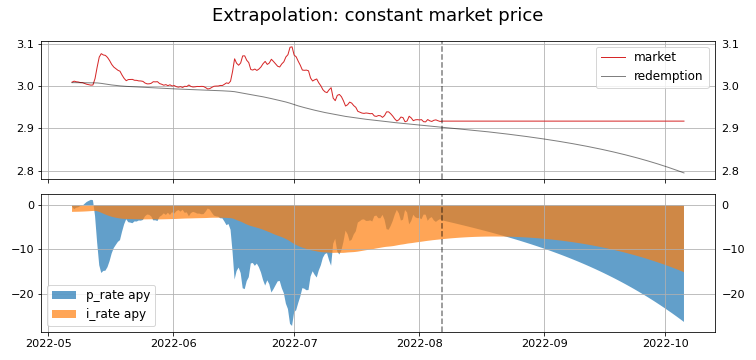 Extrapolation: constant market price
3.1 3.1
market
redemption
3.0 3.0
2.9 2.9
2.8 2.8
0 0
−10 −10
−20 −20
p_rate apy
i_rate apy
2022-05 2022-06 2022-07 2022-08 2022-09 2022-10